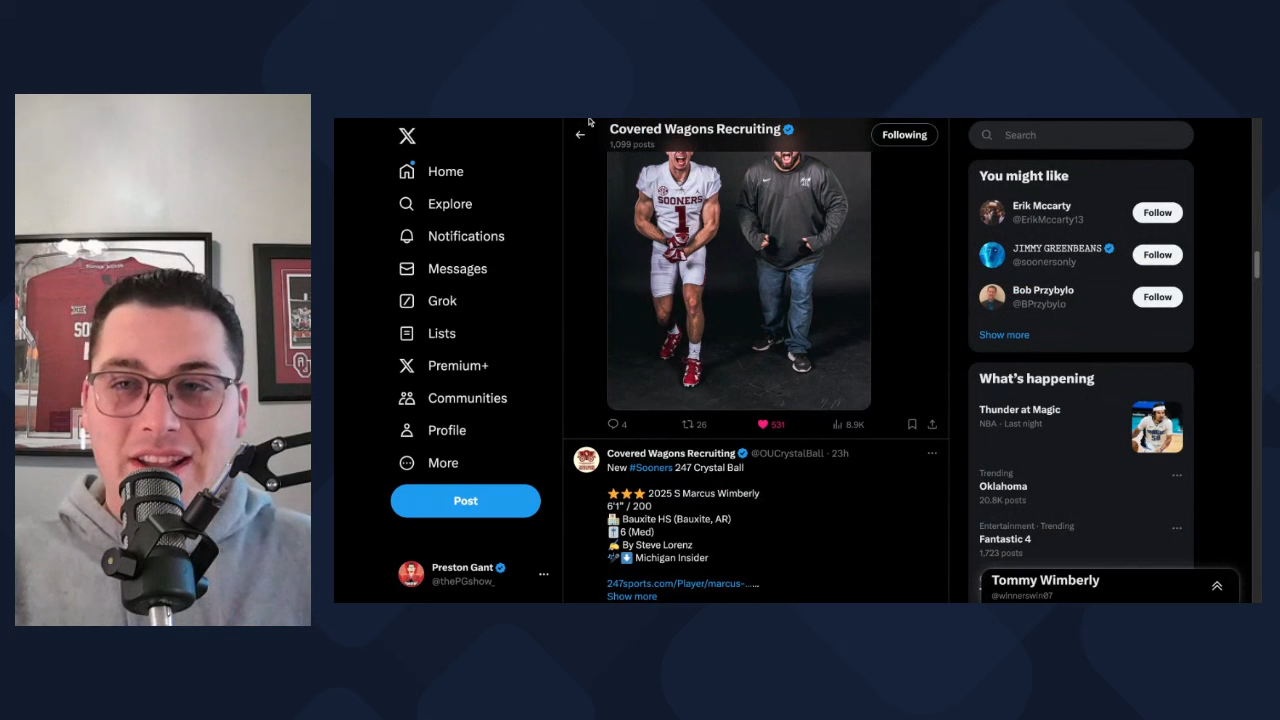 SO
Home
Explore
Notifications
Messages
Grok
Lists
Premium+
Communities
Profile
More
Post
Preston Gant
@thePGshow_
Covered Wagons Recruiting
1,099 posts
Following
SOONERS
1
4
26
531
8.9K
Covered Wagons Recruiting @OUCrystalBall · 23h
New #Sooners 247 Crystal Ball
2025 S Marcus Wimberly
6'1" / 200
Bauxite HS (Bauxite, AR)
6 (Med)
By Steve Lorenz
Michigan Insider
247sports.com/Player/marcus-......
Show more
Search
You might like
Erik Mccarty
@ErikMccarty13
Follow
JIMMY GREENBEANS
@soonersonly
Follow
Bob Przybylo
@BPrzybylo
Follow
Show more
What's happening
Thunder at Magic
NBA · Last night
Trending
Oklahoma
20.8K posts
Entertainment · Trending
Fantastic 4
1,723 posts
Tommy Wimberly
@winnerswin07